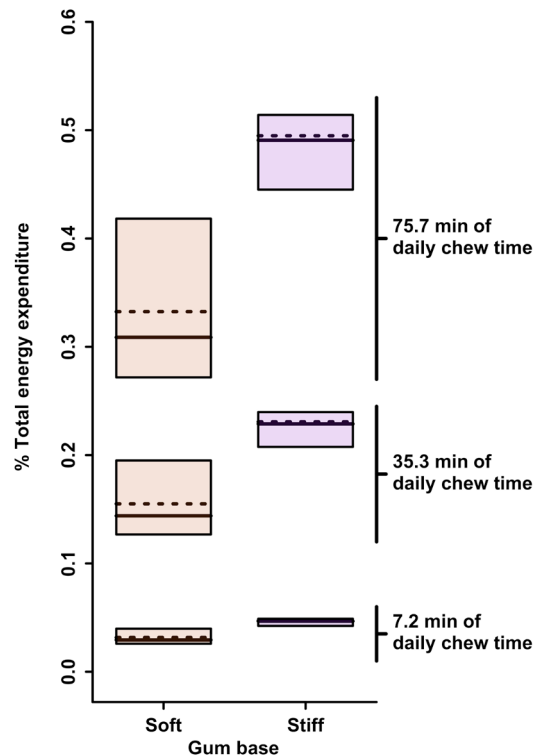 % Total energy expenditure
0.6
0.5
0.4
0.3
0.2
0.1
0.0
75.7 min of
daily chew time
35.3 min of
daily chew time
7.2 min of
daily chew time
Soft
Stiff
Gum base